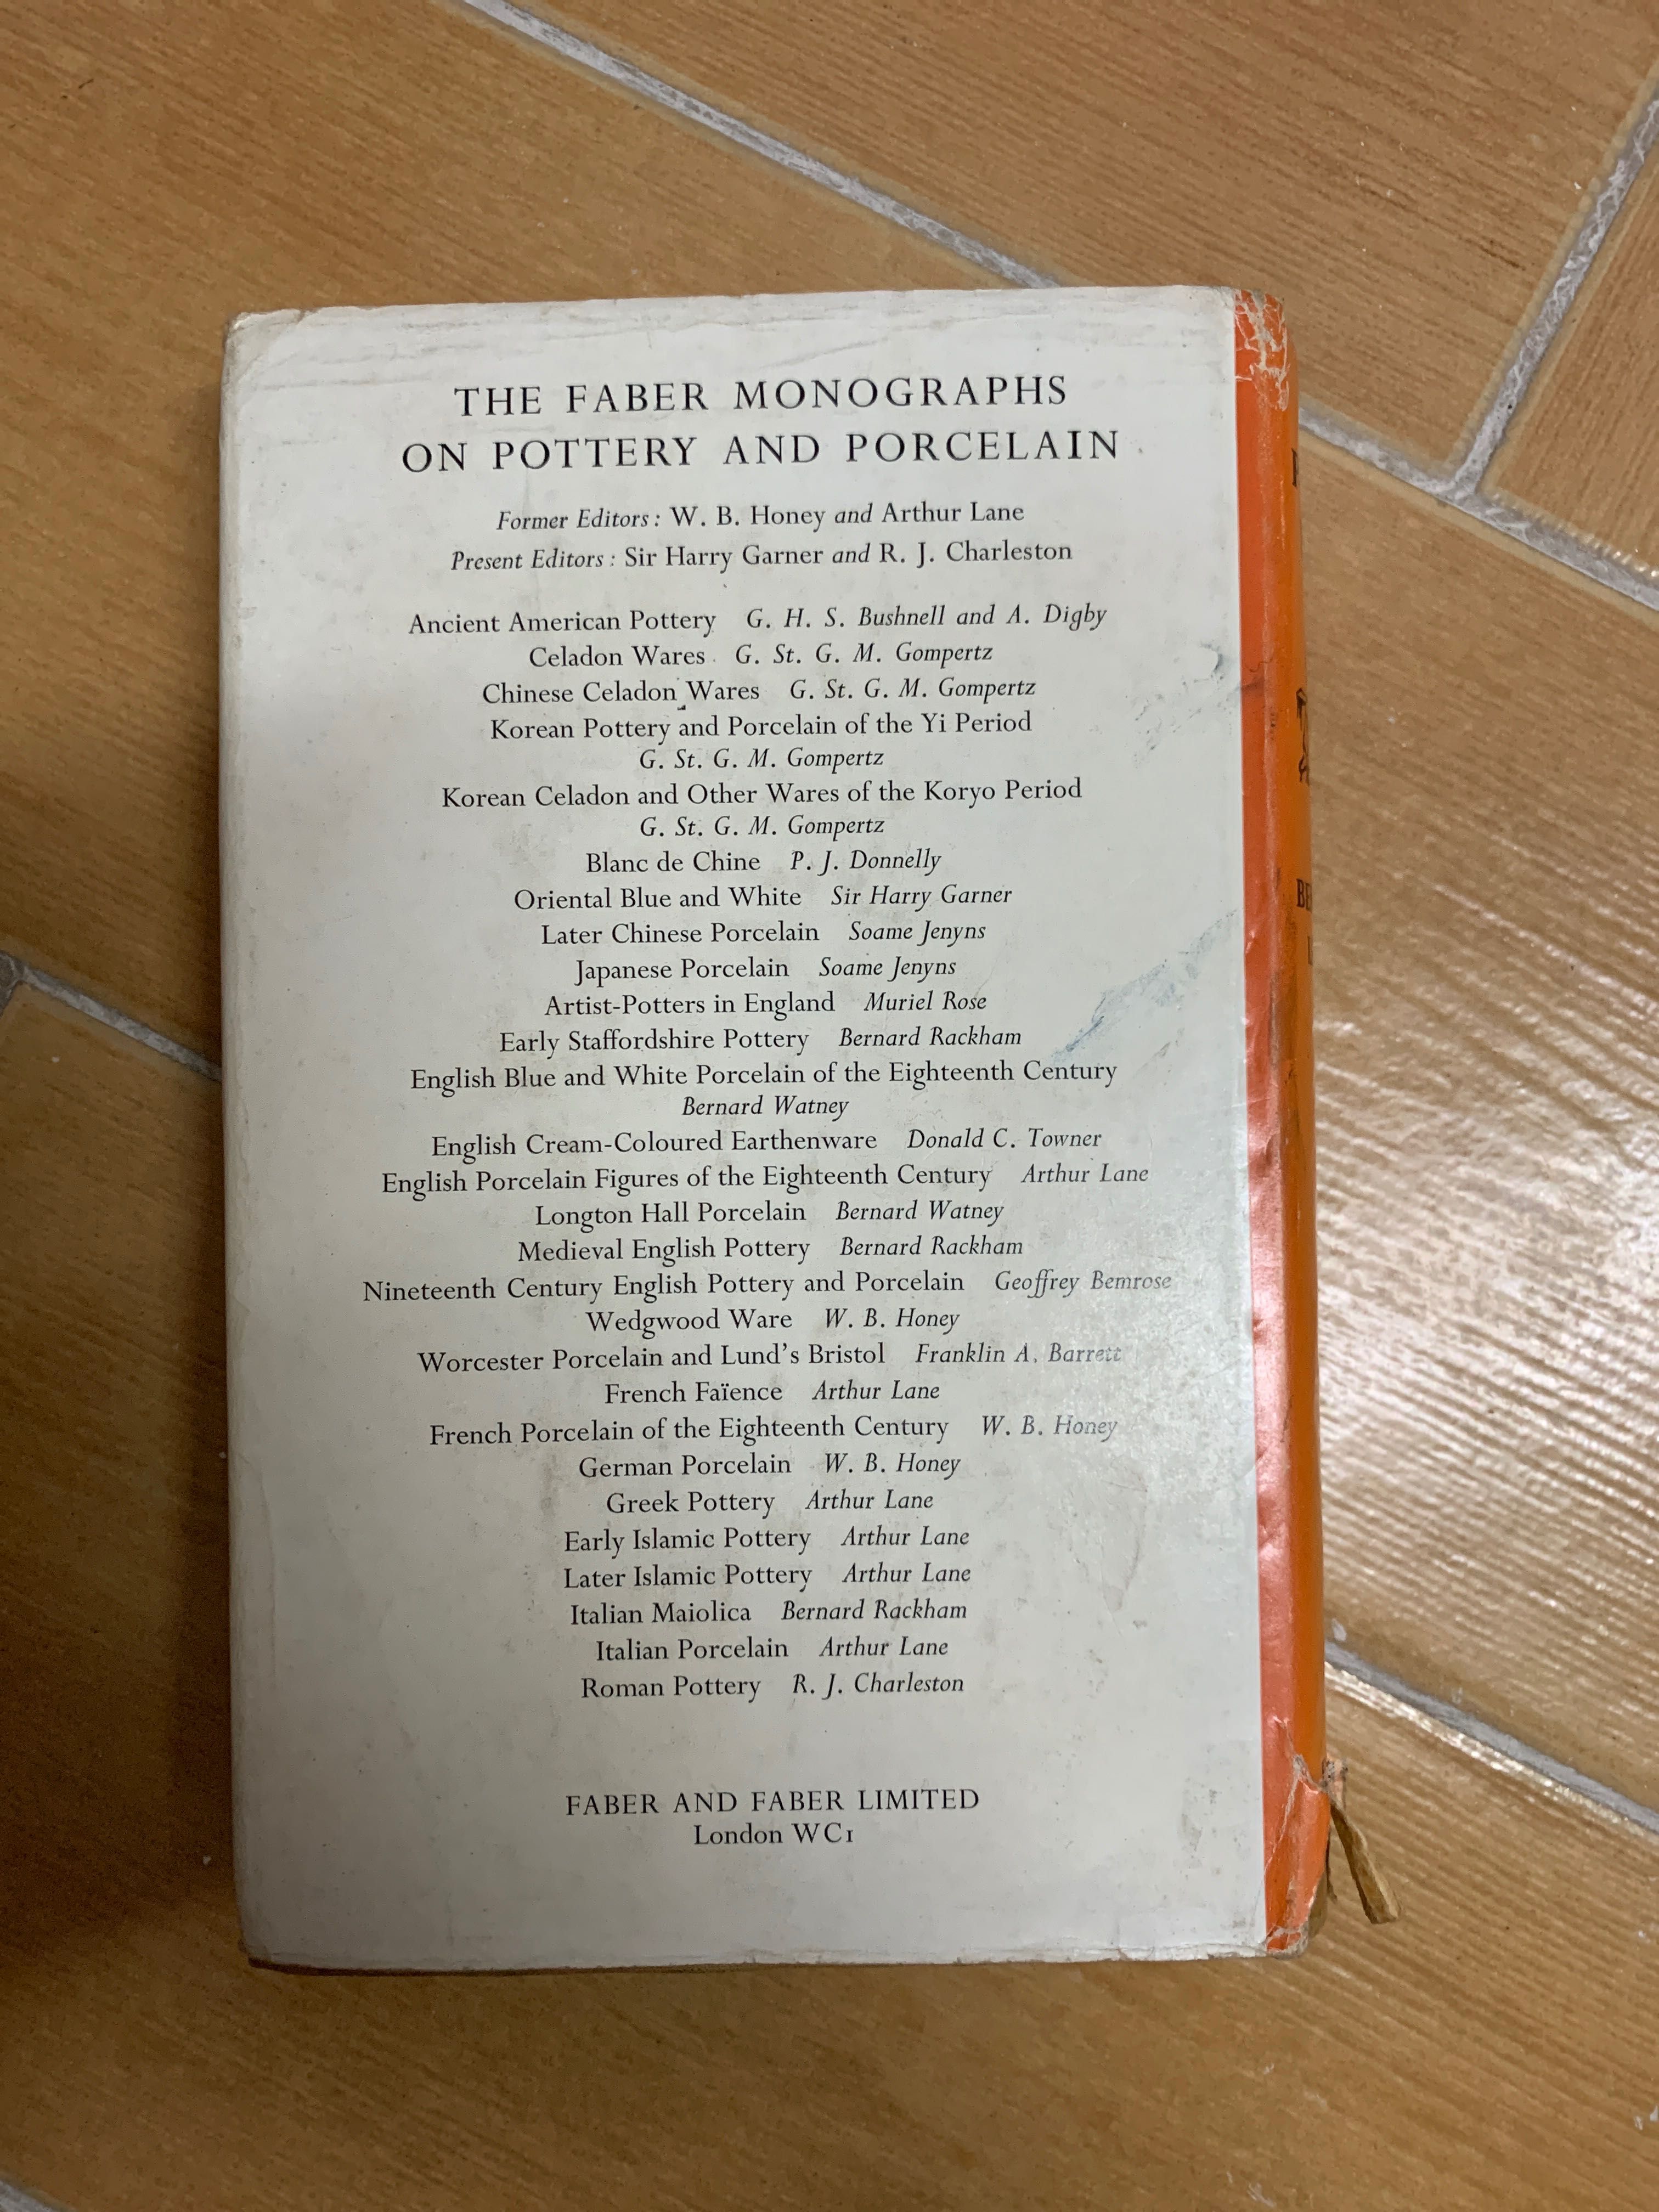 THE FABER MONOGRAPHS
ON POTTERY AND PORCELAIN
Former Editors: W. B. Honey and Arthur Lane
Present Editors: Sir Harry Garner and R. J. Charleston
Ancient American Pottery G. H. S. Bushnell and A. Digby
Celadon Wares G. St. G. M. Gompertz
Chinese Celadon Wares G. St. G. M. Gompertz
Korean Pottery and Porcelain of the Yi Period
G. St. G. M. Gompertz
Korean Celadon and Other Wares of the Koryo Period
G. St. G. M. Gompertz
Blanc de Chine P. J. Donnelly
Oriental Blue and White Sir Harry Garner
Later Chinese Porcelain Soame Jenyns
Japanese Porcelain Soame Jenyns
Artist-Potters in England Muriel Rose
Early Staffordshire Pottery Bernard Rackham
English Blue and White Porcelain of the Eighteenth Century
Bernard Watney
English Cream-Coloured Earthenware Donald C. Towner
English Porcelain Figures of the Eighteenth Century Arthur Lane
Longton Hall Porcelain Bernard Watney
Medieval English Pottery Bernard Rackham
Nineteenth Century English Pottery and Porcelain Geoffrey Bemrose
Wedgwood Ware W. B. Honey
Worcester Porcelain and Lund's Bristol Franklin A. Barrett
French Faïence Arthur Lane
French Porcelain of the Eighteenth Century W. B. Honey
German Porcelain W. B. Honey
Greek Pottery Arthur Lane
Early Islamic Pottery Arthur Lane
Later Islamic Pottery Arthur Lane
Italian Maiolica Bernard Rackham
Italian Porcelain Arthur Lane
Roman Pottery R. J. Charleston
FABER AND FABER LIMITED
London WC1